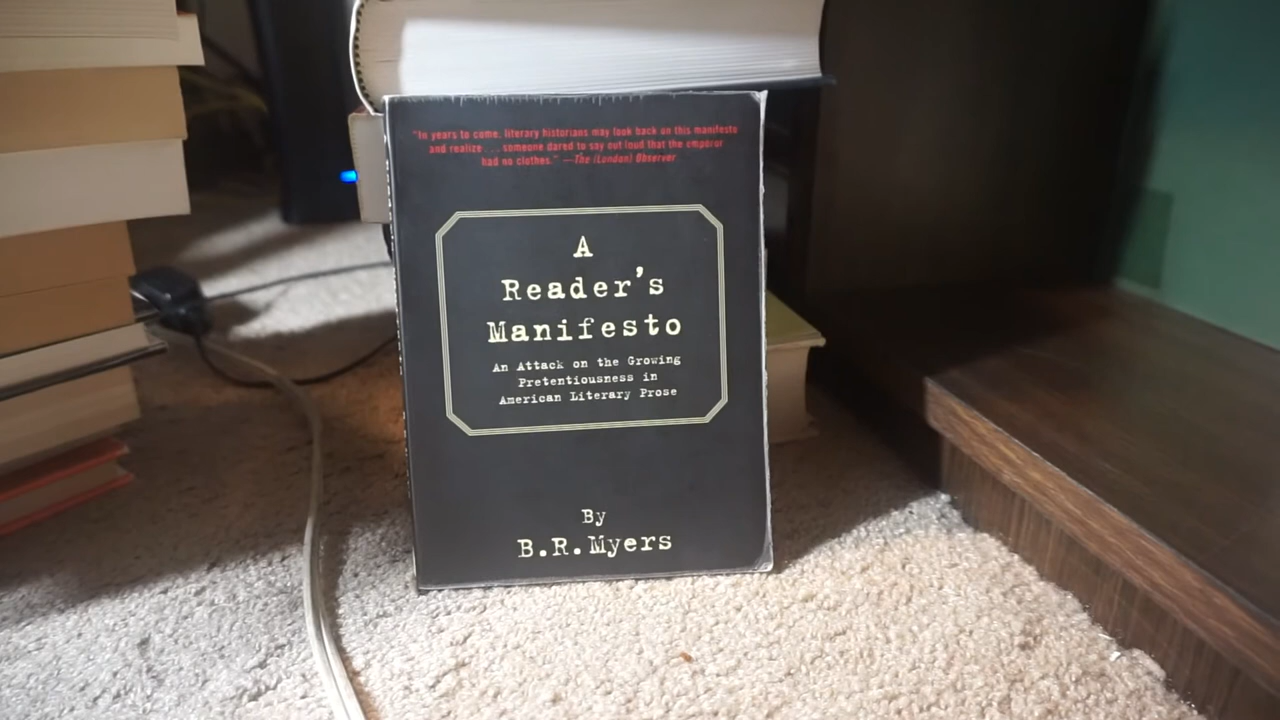 "In years to come, literary historians may look back on this manifesto
and realize . . . someone dared to say out loud that the emperor
had no clothes." —The (London) Observer
A
Reader's
Manifesto
An Attack on the Growing
Pretentiousness in
American Literary Prose
By
B.R.Myers